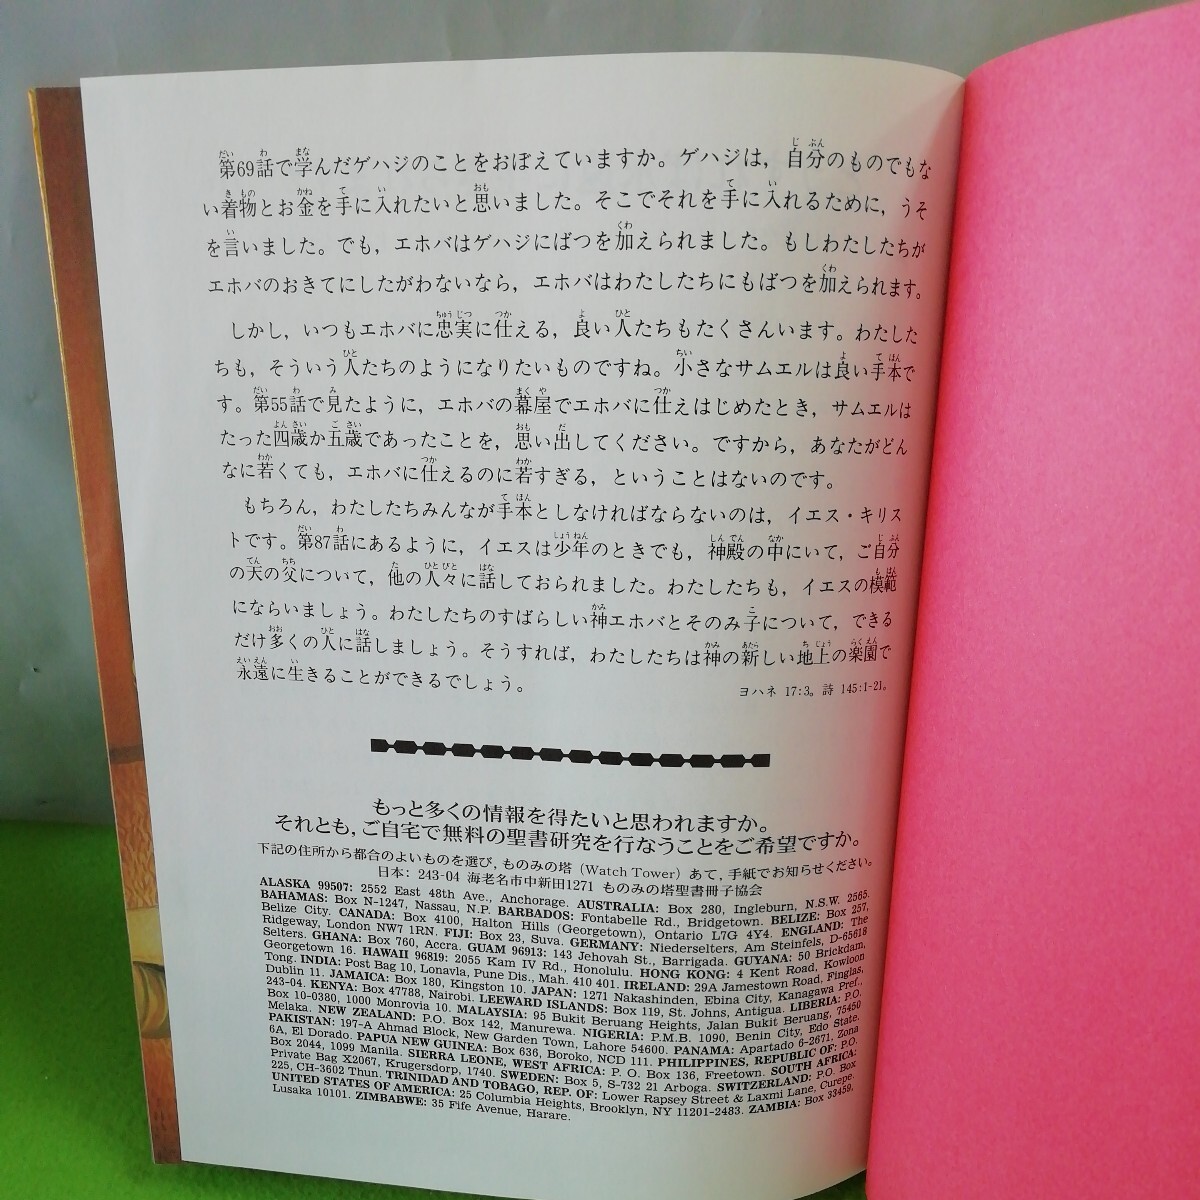 第69話で学んだゲハジのことをおぼえていますか。ゲハジは，自分のものでもな
い着物とお金を手に入れたいと思いました。そこでそれを手に入れるために，うそ
を言いました。でも，エホバはゲハジにばつを加えられました。もしわたしたちが
エホバのおきてにしたがわないなら，エホバはわたしたちにもばつを加えられます。
しかし，いつもエホバに忠実に仕える，良い人たちもたくさんいます。わたした
ちも，そういう人たちのようになりたいものですね。小さなサムエルは良い手本で
す。第55話で見たように，エホバの幕屋でエホバに仕えはじめたとき，サムエルは
たった四歳か五歳であったことを，思い出してください。ですから，あなたがどん
なに若くても，エホバに仕えるのに若すぎる，ということはないのです。
もちろん，わたしたちみんなが手本としなければならないのは，イエス・キリス
トです。第87話にあるように，イエスは少年のときでも，神殿の中にいて，ご自分
の天の父について，他の人々に話しておられました。わたしたちも，イエスの模範
にならいましょう。わたしたちのすばらしい神エホバとそのみ子について，できる
だけ多くの人に話しましょう。そうすれば，わたしたちは神の新しい地上の楽園で
永遠に生きることができるでしょう。
ヨハネ 17:3。詩 145:1-21。
もっと多くの情報を得たいと思われますか。
それとも，ご自宅で無料の聖書研究を行なうことをご希望ですか。
下記の住所から都合のよいものを選び，ものみの塔（Watch Tower）あて，手紙でお知らせください。
日本：243-04 海老名市中新田1271 ものみの塔聖書冊子協会
ALASKA 99507: 2552 East 48th Ave., Anchorage. AUSTRALIA: Box 280, Ingleburn, N.S.W. 2565.
BAHAMAS: Box N-1247, Nassau, N.P. BARBADOS: Fontabelle Rd., Bridgetown. BELIZE: Box 257,
Belize City. CANADA: Box 4100, Halton Hills (Georgetown), Ontario L7G 4Y4. ENGLAND: The
Ridgeway, London NW7 1RN. FIJI: Box 23, Suva. GERMANY: Niederselters, Am Steinfels, D-65618
Selters. GHANA: Box 760, Accra. GUAM 96913: 143 Jehovah St., Barrigada. GUYANA: 50 Brickdam,
Georgetown 16. HAWAII 96819: 2055 Kam IV Rd., Honolulu. HONG KONG: 4 Kent Road, Kowloon
Tong. INDIA: Post Bag 10, Lonavla, Pune Dis., Mah. 410 401. IRELAND: 29A Jamestown Road, Finglas,
Dublin 11. JAMAICA: Box 180, Kingston 10. JAPAN: 1271 Nakashinden, Ebina City, Kanagawa Pref.,
243-04. KENYA: Box 47788, Nairobi. LEEWARD ISLANDS: Box 119, St. Johns, Antigua. LIBERIA: P.O.
Box 10-0380, 1000 Monrovia 10. MALAYSIA: 95 Bukit Beruang Heights, Jalan Bukit Beruang, 75450
Melaka. NEW ZEALAND: P.O. Box 142, Manurewa. NIGERIA: P.M.B. 1090, Benin City, Edo State.
PAKISTAN: 197-A Ahmad Block, New Garden Town, Lahore 54600. PANAMA: Apartado 6-2671, Zona
6A, El Dorado. PAPUA NEW GUINEA: Box 636, Boroko, NCD 111. PHILIPPINES, REPUBLIC OF: P.O.
Box 2044, 1099 Manila. SIERRA LEONE, WEST AFRICA: P. O. Box 136, Freetown. SOUTH AFRICA:
Private Bag X2067, Krugersdorp, 1740. SWEDEN: Box 5, S-732 21 Arboga. SWITZERLAND: P.O. Box
225, CH-3602 Thun. TRINIDAD AND TOBAGO, REP. OF: Lower Rapsey Street & Laxmi Lane, Curepe.
UNITED STATES OF AMERICA: 25 Columbia Heights, Brooklyn, NY 11201-2483. ZAMBIA: Box 33459,
Lusaka 10101. ZIMBABWE: 35 Fife Avenue, Harare.